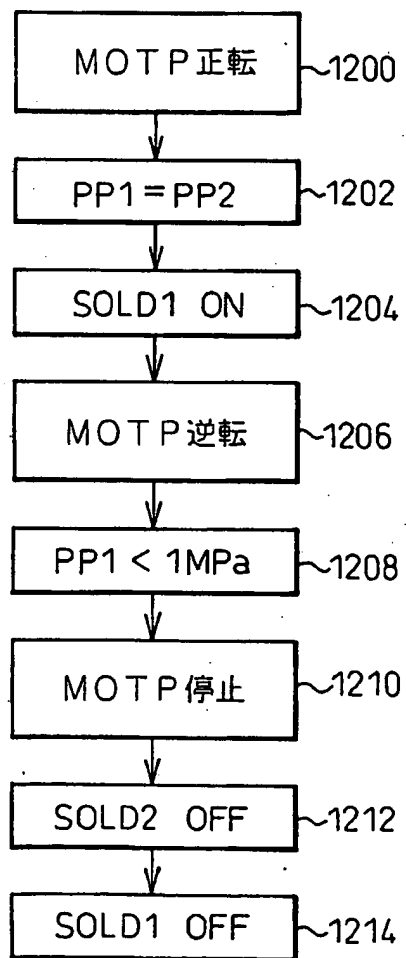 MOTP正転
1200
PP1=PP2
1202
SOLD1 ON
1204
MOTP逆転
1206
PP1 < 1MPa
1208
MOTP停止
1210
SOLD2 OFF
1212
SOLD1 OFF
1214